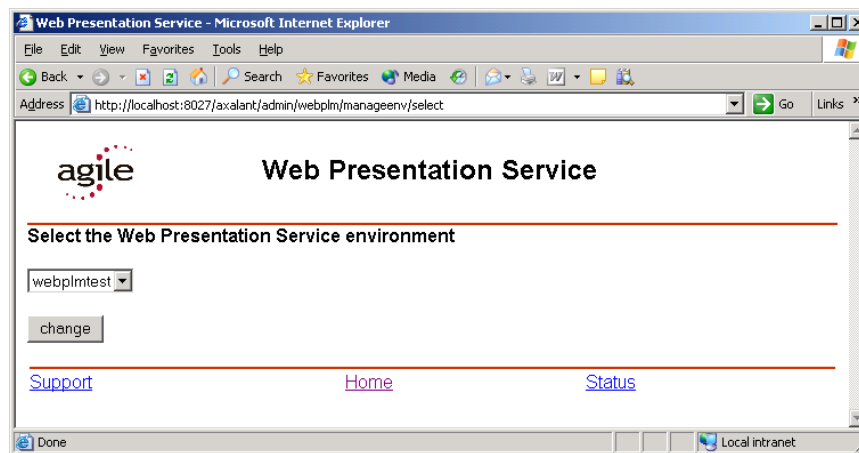 Web Presentation Service - Microsoft Internet Explorer
File Edit View Favorites Tools Help
Back Search Favorites Media
Address http://localhost:8027/axalant/admin/webplm/manageenv/select Go Links »
agile Web Presentation Service
Select the Web Presentation Service environment
webplmtest
change
Support Home Status
Done Local intranet